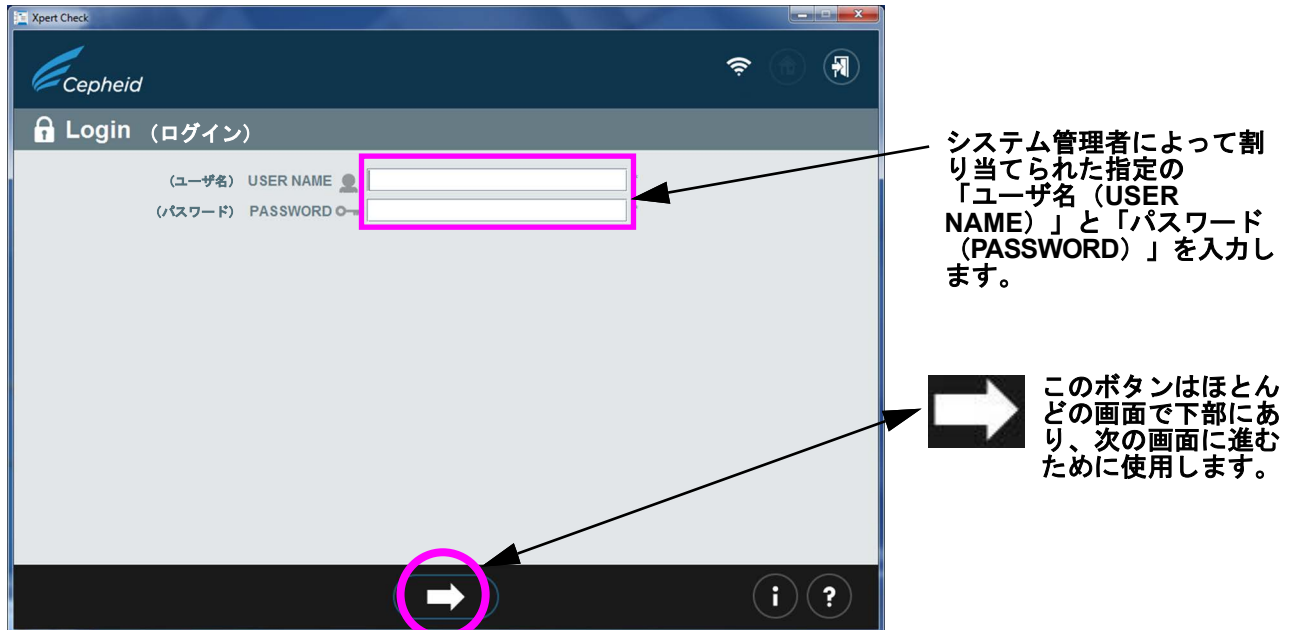 Xpert Check
Cepheid
Login （ログイン）
（ユーザ名） USER NAME
（パスワード） PASSWORD
システム管理者によって割
り当てられた指定の
「ユーザ名（USER
NAME）」と「パスワード
（PASSWORD）」を入力し
ます。
このボタンはほとん
どの画面で下部にあ
り、次の画面に進む
ために使用します。
i ?